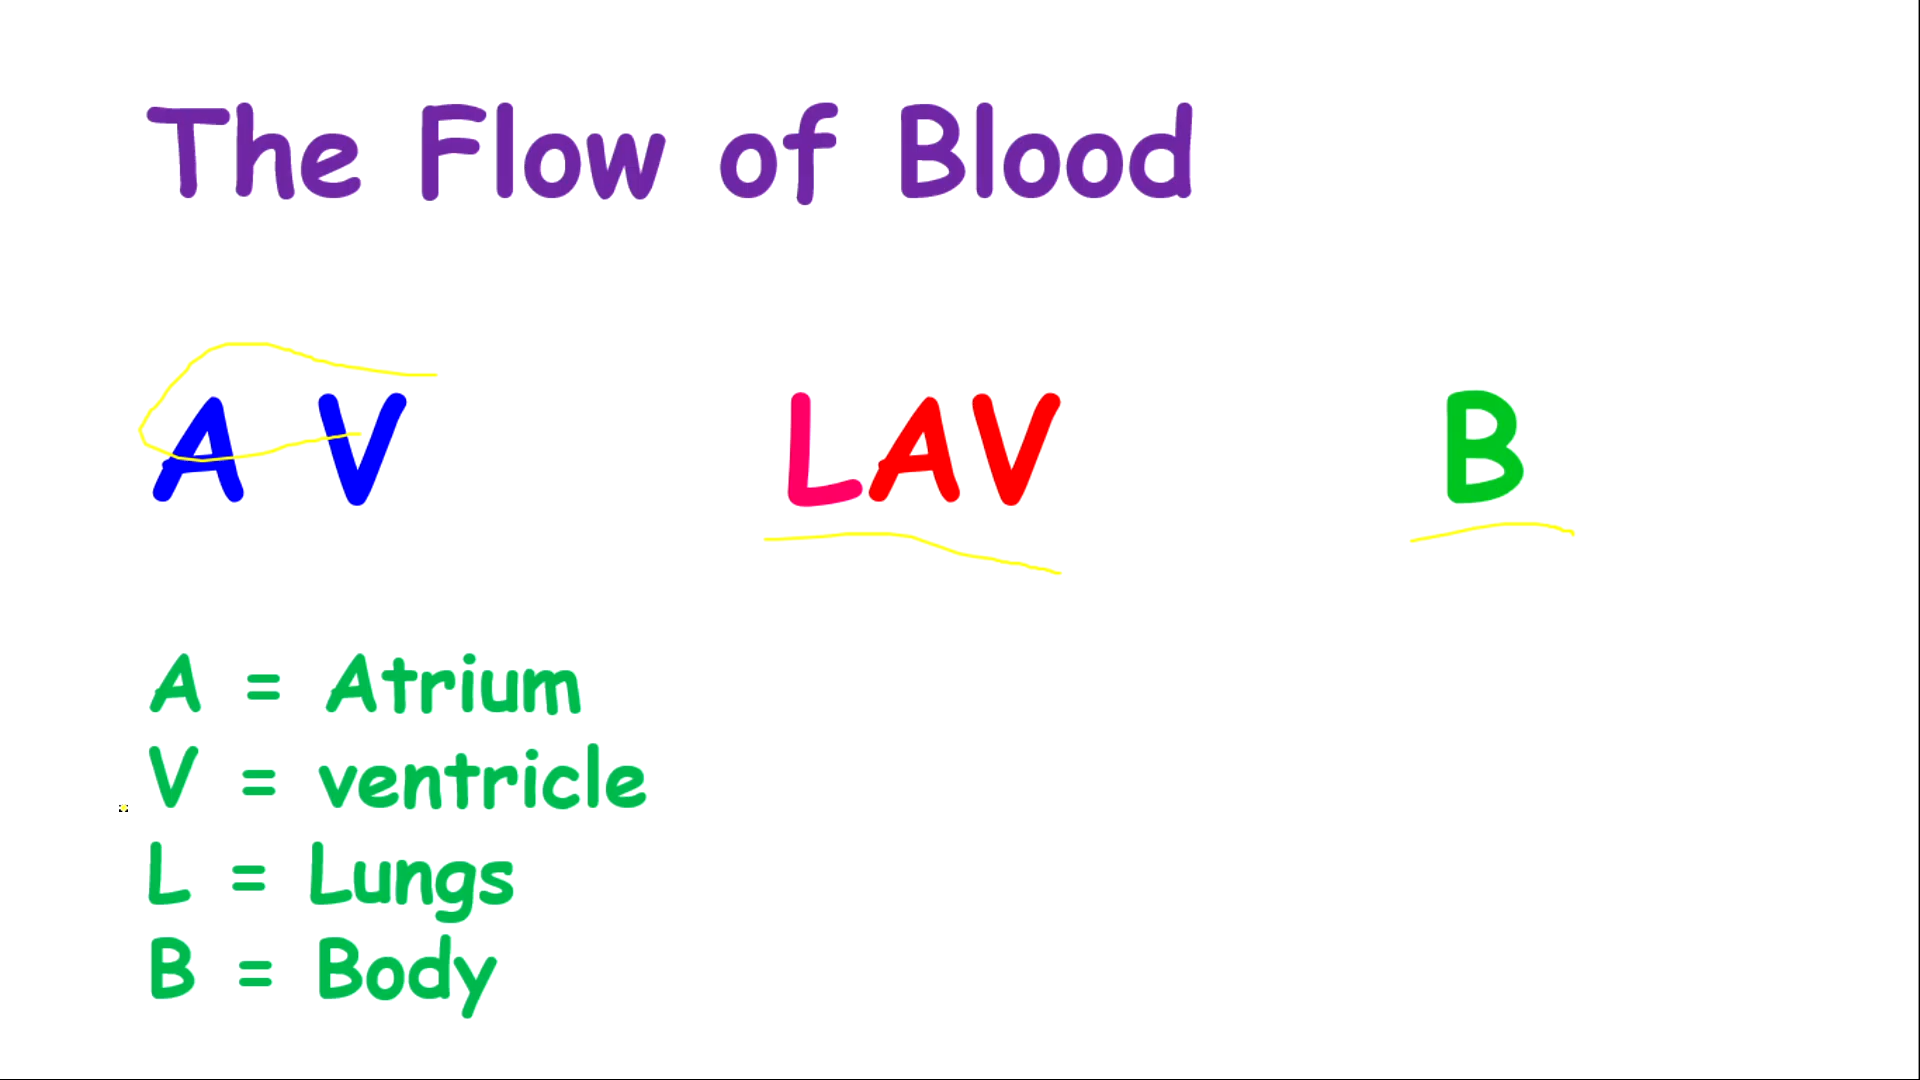 The Flow of Blood
A V LAV B
A = Atrium
V = ventricle
L = Lungs
B = Body